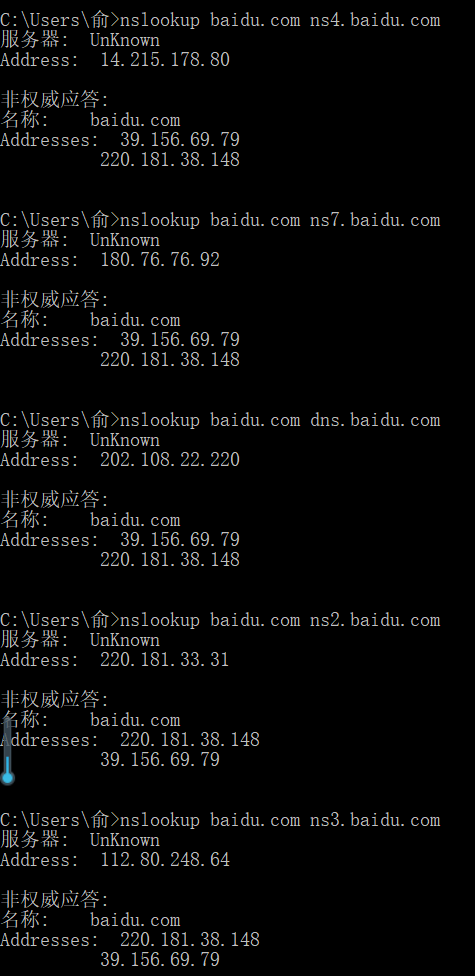 C:\Users\俞>nslookup baidu.com ns4.baidu.com
服务器:  UnKnown
Address:  14.215.178.80
非权威应答:
名称:    baidu.com
Addresses:  39.156.69.79
220.181.38.148
C:\Users\俞>nslookup baidu.com ns7.baidu.com
服务器:  UnKnown
Address:  180.76.76.92
非权威应答:
名称:    baidu.com
Addresses:  39.156.69.79
220.181.38.148
C:\Users\俞>nslookup baidu.com dns.baidu.com
服务器:  UnKnown
Address:  202.108.22.220
非权威应答:
名称:    baidu.com
Addresses:  39.156.69.79
220.181.38.148
C:\Users\俞>nslookup baidu.com ns2.baidu.com
服务器:  UnKnown
Address:  220.181.33.31
非权威应答:
名称:    baidu.com
Addresses:  220.181.38.148
39.156.69.79
C:\Users\俞>nslookup baidu.com ns3.baidu.com
服务器:  UnKnown
Address:  112.80.248.64
非权威应答:
名称:    baidu.com
Addresses:  220.181.38.148
39.156.69.79